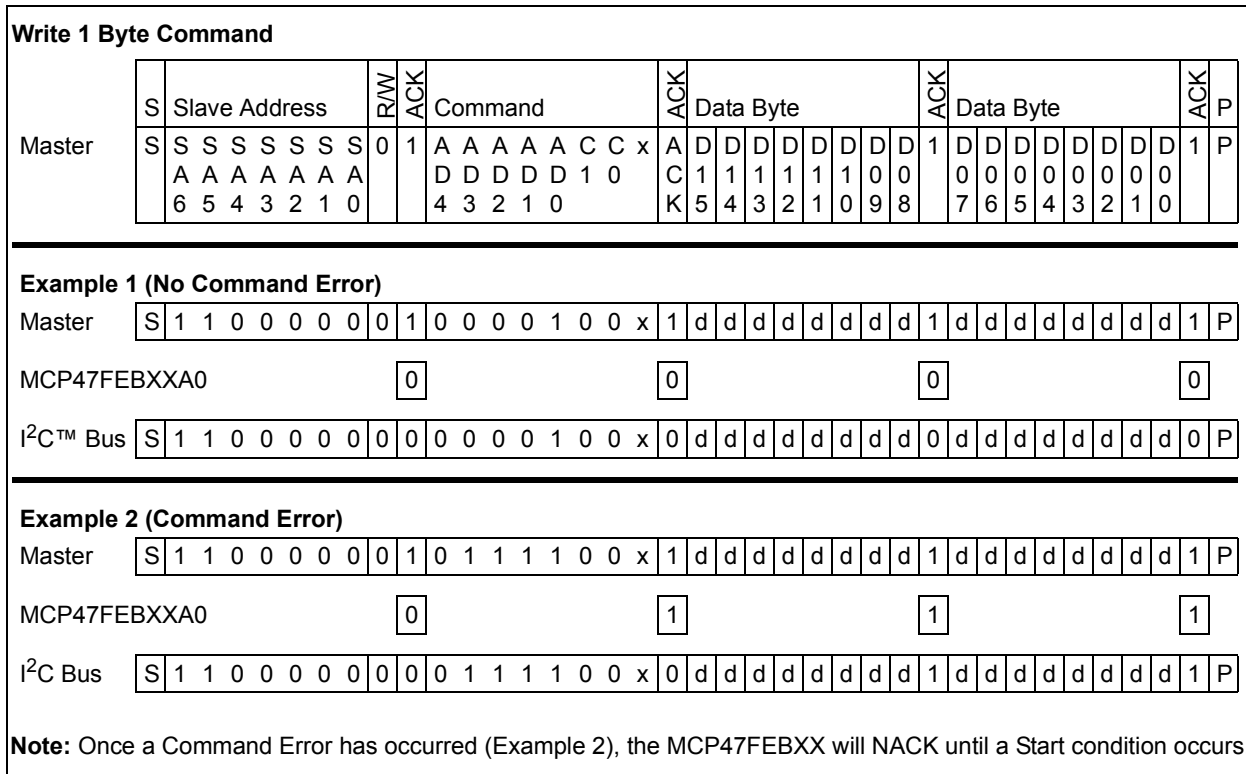 Write 1 Byte Command
S Slave Address R/W ACK Command ACK Data Byte ACK Data Byte ACK P
Master S S S S S S S S 0 1 A A A A A C C x A D D D D D D D D 1 D D D D D D D D 1 P
A A A A A A A D D D D D 1 0 C 1 1 1 1 1 1 0 0 0 0 0 0 0 0 0 0
6 5 4 3 2 1 0 4 3 2 1 0 K 5 4 3 2 1 0 9 8 7 6 5 4 3 2 1 0
Example 1 (No Command Error)
Master S 1 1 0 0 0 0 0 0 1 0 0 0 0 1 0 0 x 1 d d d d d d d d 1 d d d d d d d d 1 P
MCP47FEBXXA0 0 0 0 0
I²C™ Bus S 1 1 0 0 0 0 0 0 0 0 0 0 0 1 0 0 x 0 d d d d d d d d 0 d d d d d d d d 0 P
Example 2 (Command Error)
Master S 1 1 0 0 0 0 0 0 1 0 1 1 1 1 0 0 x 1 d d d d d d d d 1 d d d d d d d d 1 P
MCP47FEBXXA0 0 1 1 1
I²C Bus S 1 1 0 0 0 0 0 0 0 0 1 1 1 1 0 0 x 0 d d d d d d d d 1 d d d d d d d d 1 P
Note: Once a Command Error has occurred (Example 2), the MCP47FEBXX will NACK until a Start condition occurs